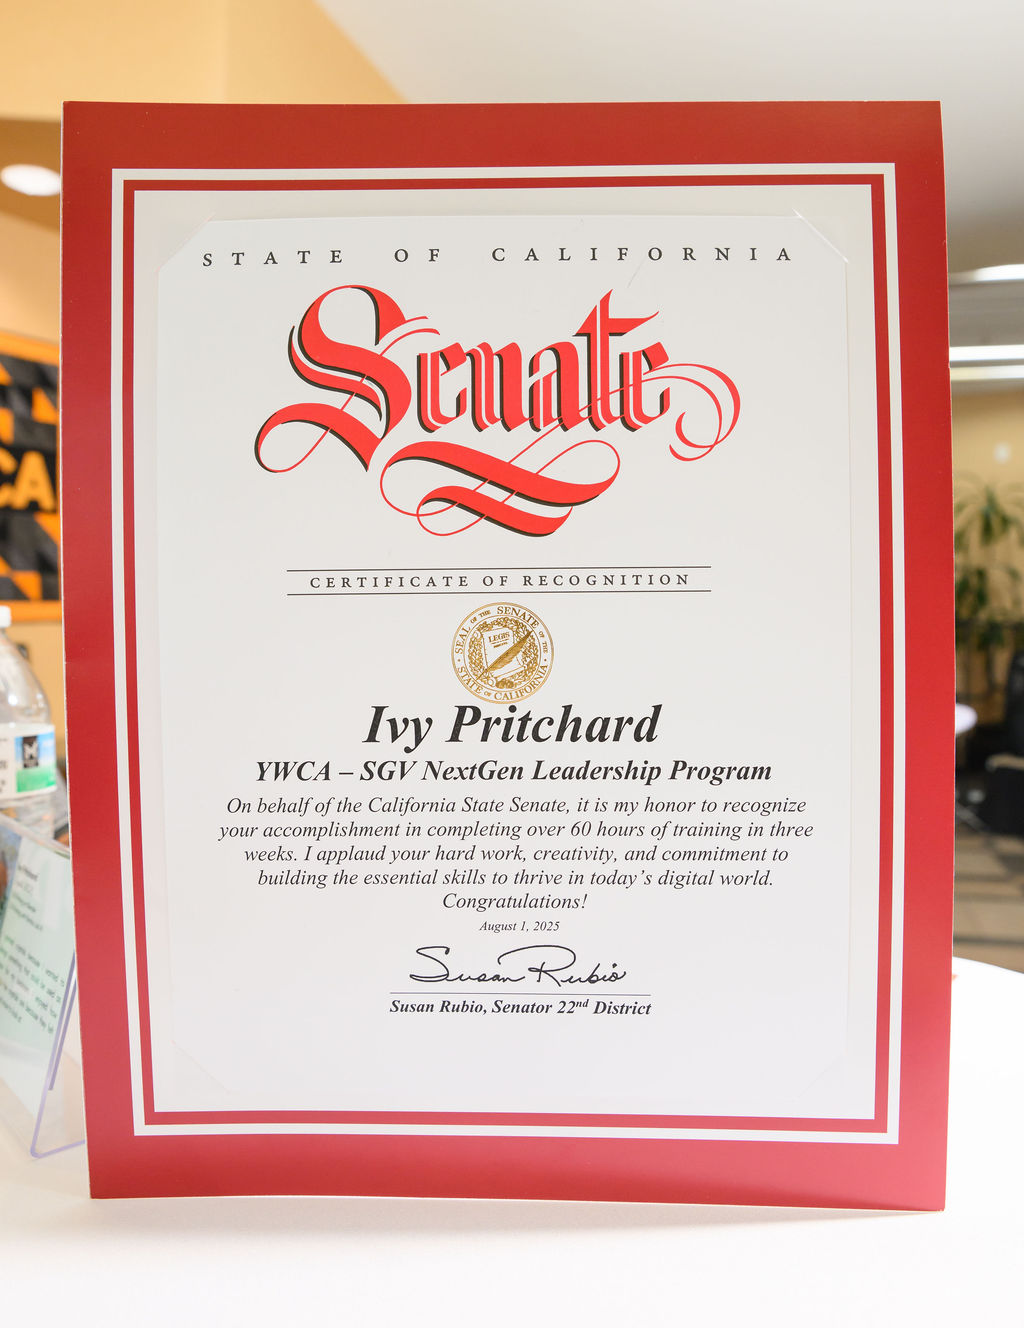 STATE OF CALIFORNIA
Senate
CERTIFICATE OF RECOGNITION
SEAL OF THE SENATE OF THE STATE OF CALIFORNIA
LEGIS
Ivy Pritchard
YWCA – SGV NextGen Leadership Program
On behalf of the California State Senate, it is my honor to recognize
your accomplishment in completing over 60 hours of training in three
weeks. I applaud your hard work, creativity, and commitment to
building the essential skills to thrive in today's digital world.
Congratulations!
August 1, 2025
Susan Rubio
Susan Rubio, Senator 22nd District
CA